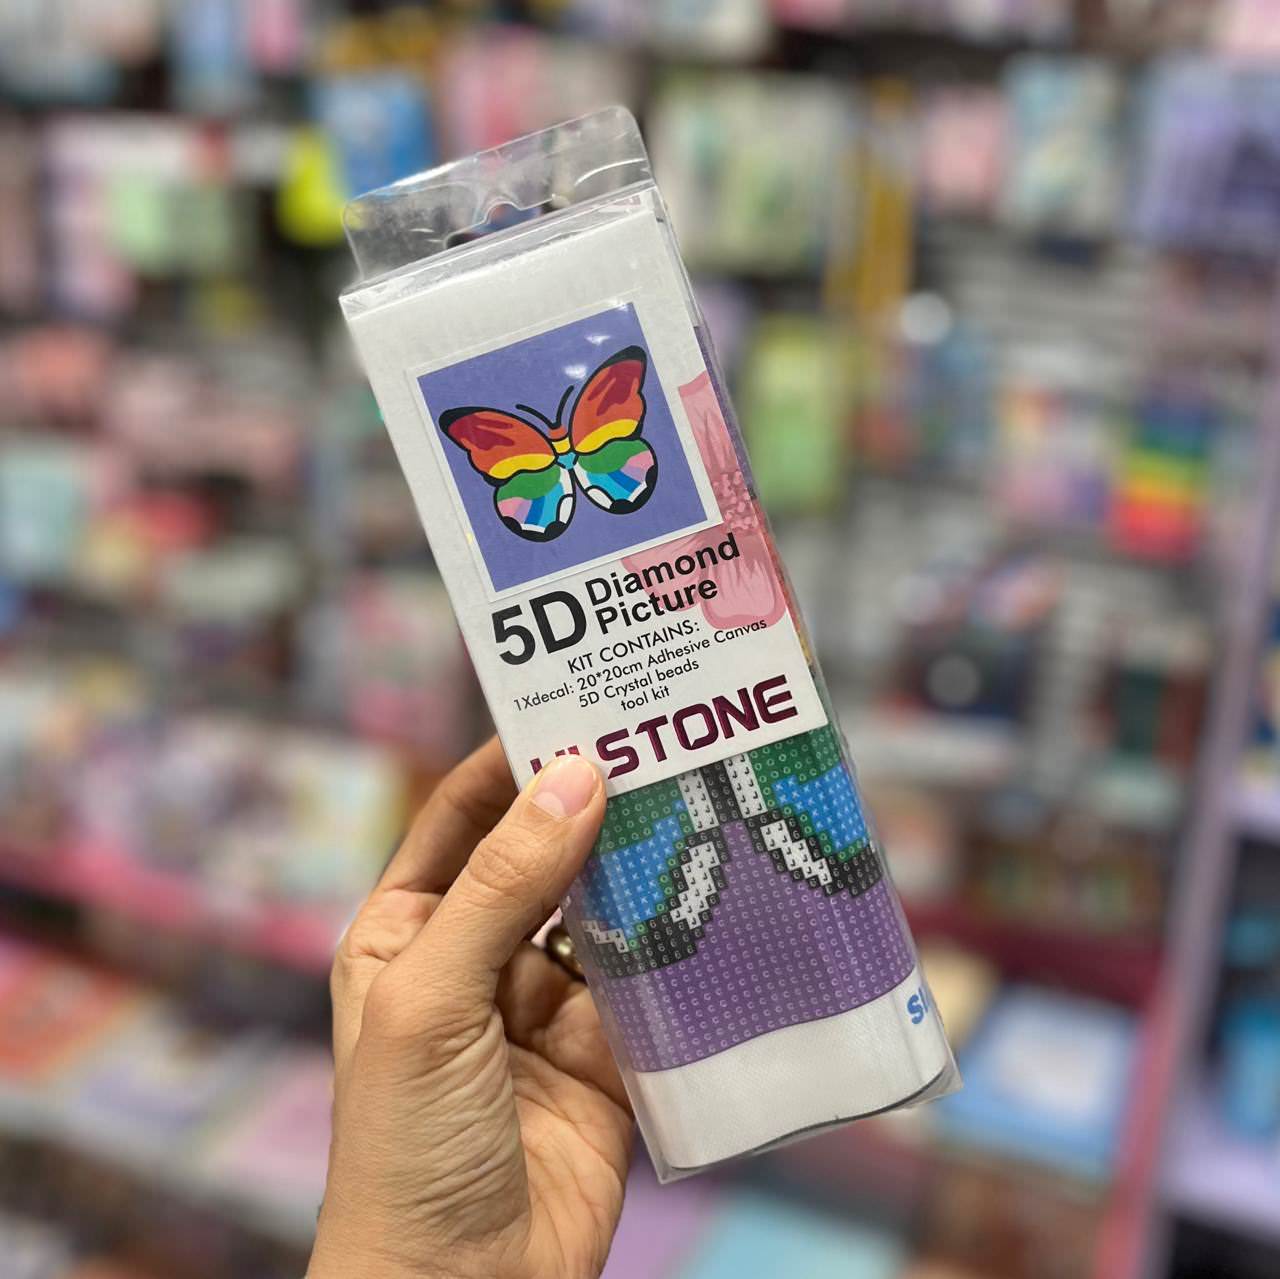 5D Diamond
Picture
KIT CONTAINS:
1Xdecal: 20*20cm Adhesive Canvas
5D Crystal beads
tool kit
STONE